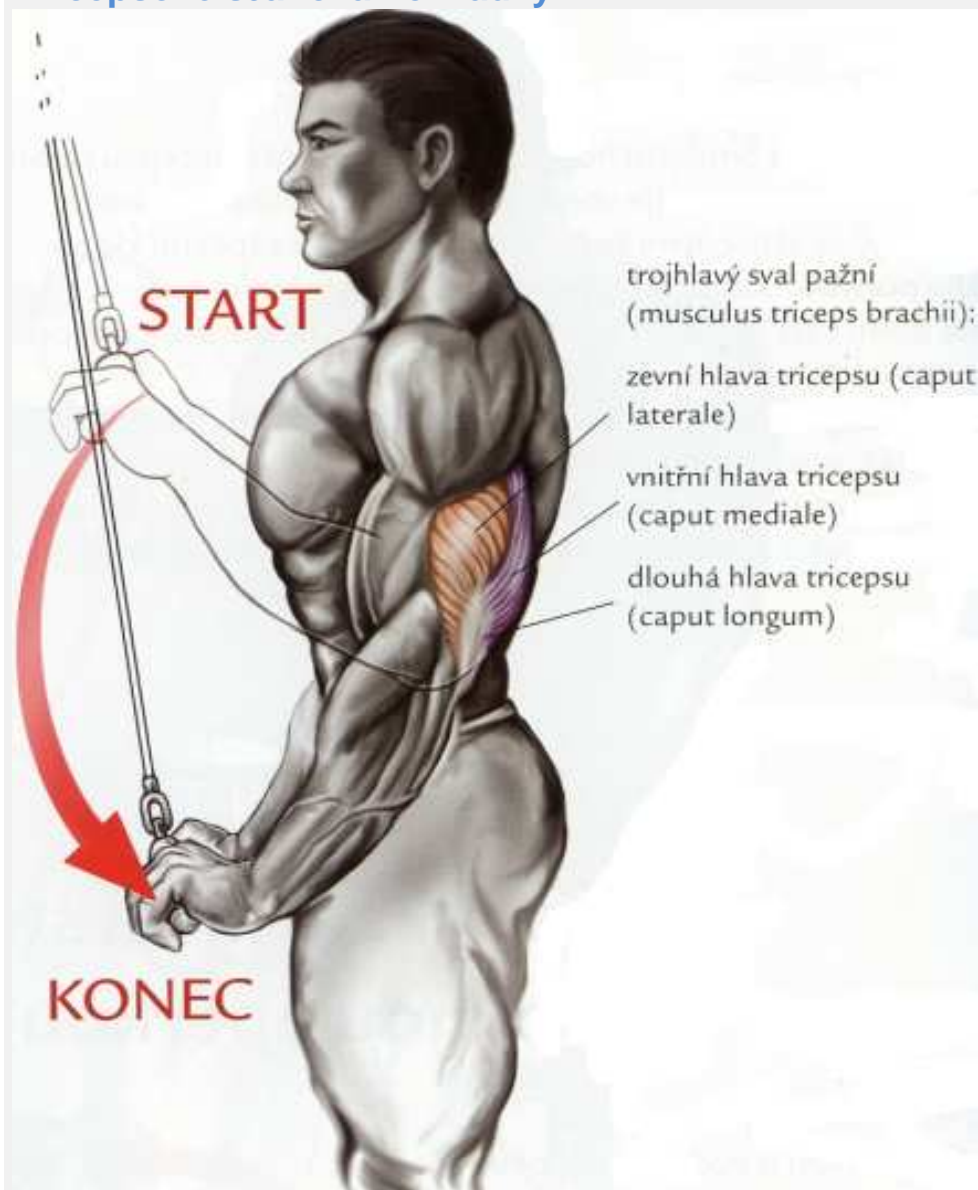 START
trojhlavý sval pažní
(musculus triceps brachii):
zevní hlava tricepsu (caput
laterale)
vnitřní hlava tricepsu
(caput mediale)
dlouhá hlava tricepsu
(caput longum)
KONEC